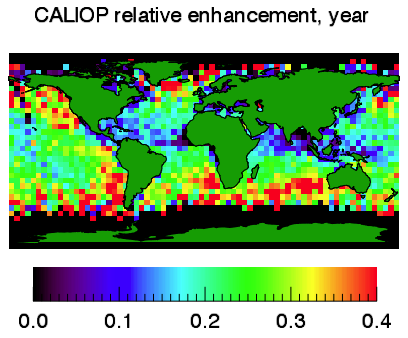 CALIOP relative enhancement, year
0.0 0.1 0.2 0.3 0.4